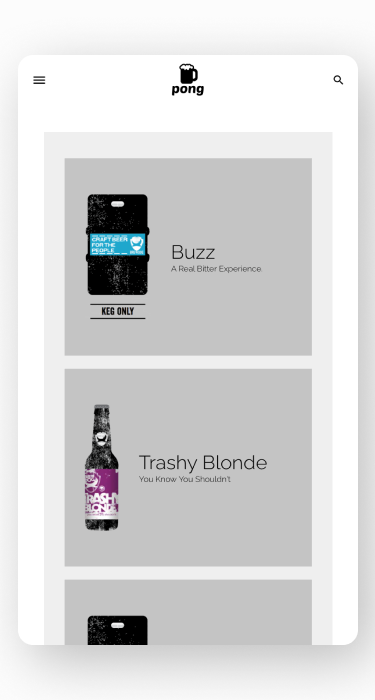 pong
CRAFT BEER
FOR THE
PEOPLE
KEG ONLY
Buzz
A Real Bitter Experience.
TRASHY
BLONDE
Trashy Blonde
You Know You Shouldn't